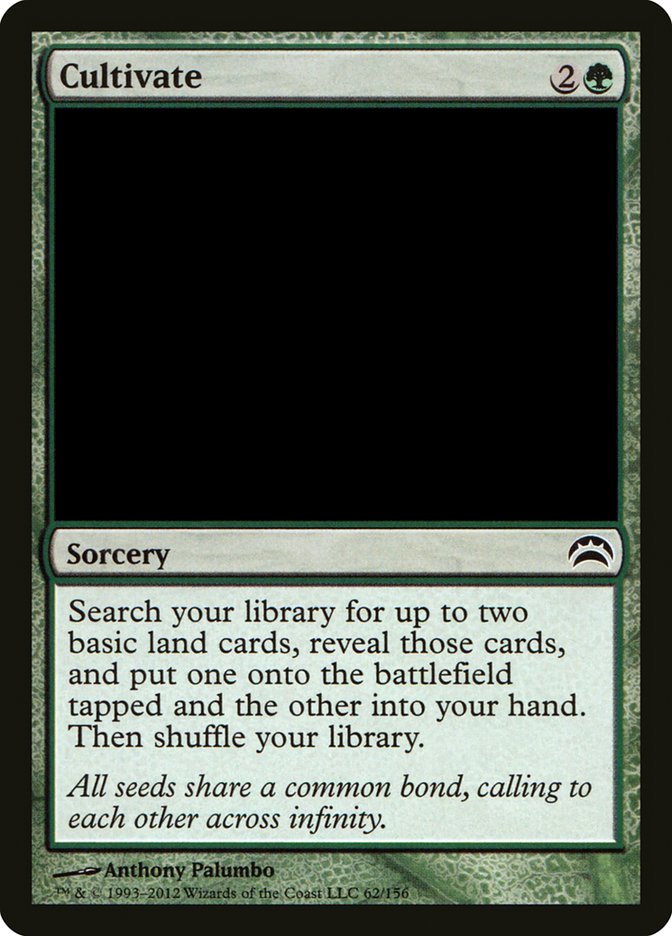 Cultivate 2
Sorcery
Search your library for up to two
basic land cards, reveal those cards,
and put one onto the battlefield
tapped and the other into your hand.
Then shuffle your library.
All seeds share a common bond, calling to
each other across infinity.
Anthony Palumbo
™ & © 1993–2012 Wizards of the Coast LLC 62/156